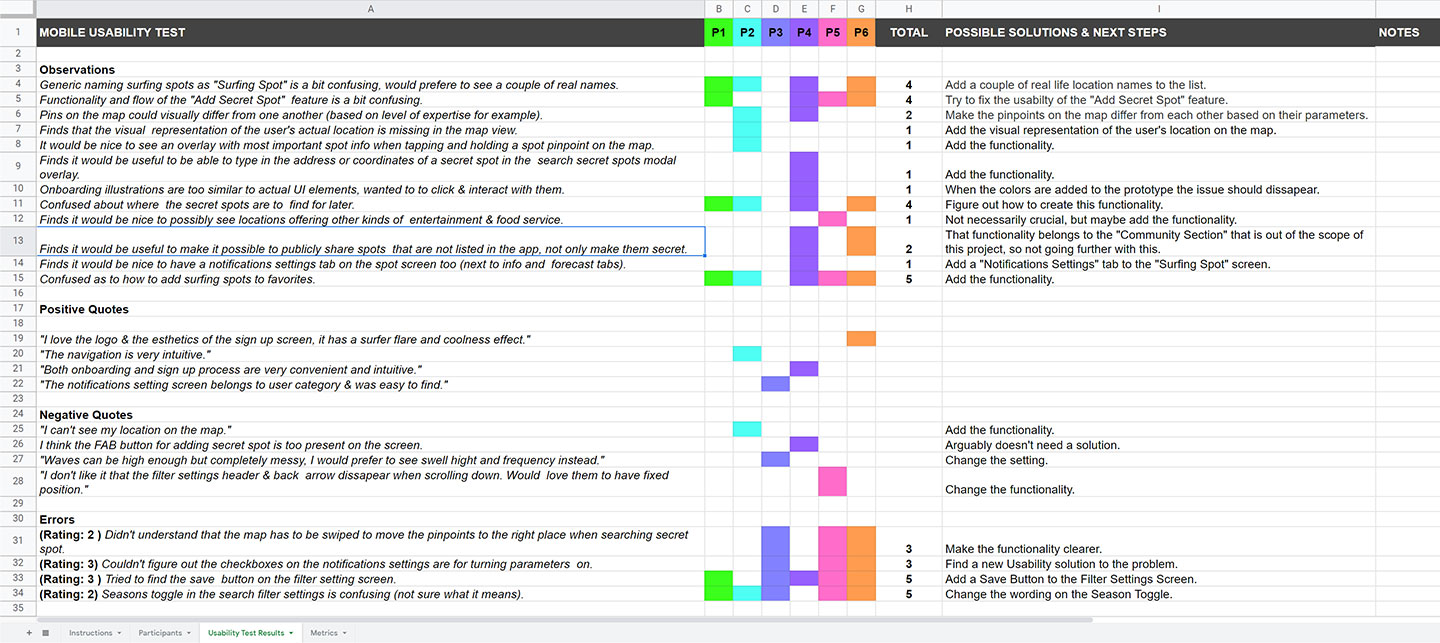 A B C D E F G H I
1 MOBILE USABILITY TEST P1 P2 P3 P4 P5 P6 TOTAL POSSIBLE SOLUTIONS & NEXT STEPS NOTES
2
3 Observations
4 Generic naming surfing spots as "Surfing Spot" is a bit confusing, would prefere to see a couple of real names. 4 Add a couple of real life location names to the list.
5 Functionality and flow of the "Add Secret Spot" feature is a bit confusing. 4 Try to fix the usabilty of the "Add Secret Spot" feature.
6 Pins on the map could visually differ from one another (based on level of expertise for example). 2 Make the pinpoints on the map differ from each other based on their parameters.
7 Finds that the visual representation of the user's actual location is missing in the map view. 1 Add the visual representation of the user's location on the map.
8 It would be nice to see an overlay with most important spot info when tapping and holding a spot pinpoint on the map. 1 Add the functionality.
9 Finds it would be useful to be able to type in the address or coordinates of a secret spot in the search secret spots modal
overlay. 1 Add the functionality.
10 Onboarding illustrations are too similar to actual UI elements, wanted to to click & interact with them. 1 When the colors are added to the prototype the issue should dissapear.
11 Confused about where the secret spots are to find for later. 4 Figure out how to create this functionality.
12 Finds it would be nice to possibly see locations offering other kinds of entertainment & food service. 1 Not necessarily crucial, but maybe add the functionality.
13 That functionality belongs to the "Community Section" that is out of the scope of
Finds it would be useful to make it possible to publicly share spots that are not listed in the app, not only make them secret. 2 this project, so not going further with this.
14 Finds it would be nice to have a notifications settings tab on the spot screen too (next to info and forecast tabs). 1 Add a "Notifications Settings" tab to the "Surfing Spot" screen.
15 Confused as to how to add surfing spots to favorites. 5 Add the functionality.
16
17 Positive Quotes
18
19 "I love the logo & the esthetics of the sign up screen, it has a surfer flare and coolness effect."
20 "The navigation is very intuitive."
21 "Both onboarding and sign up process are very convenient and intuitive."
22 "The notifications setting screen belongs to user category & was easy to find."
23
24 Negative Quotes
25 "I can't see my location on the map." Add the functionality.
26 I think the FAB button for adding secret spot is too present on the screen. Arguably doesn't need a solution.
27 "Waves can be high enough but completely messy, I would prefer to see swell hight and frequency instead." Change the setting.
28 "I don't like it that the filter settings header & back arrow dissapear when scrolling down. Would love them to have fixed
position." Change the functionality.
29
30 Errors
31 (Rating: 2 ) Didn't understand that the map has to be swiped to move the pinpoints to the right place when searching secret
spot. 3 Make the functionality clearer.
32 (Rating: 3) Couldn't figure out the checkboxes on the notifications settings are for turning parameters on. 3 Find a new Usability solution to the problem.
33 (Rating: 3 ) Tried to find the save button on the filter setting screen. 5 Add a Save Button to the Filter Settings Screen.
34 (Rating: 2) Seasons toggle in the search filter settings is confusing (not sure what it means). 5 Change the wording on the Season Toggle.
35
Instructions Participants Usability Test Results Metrics